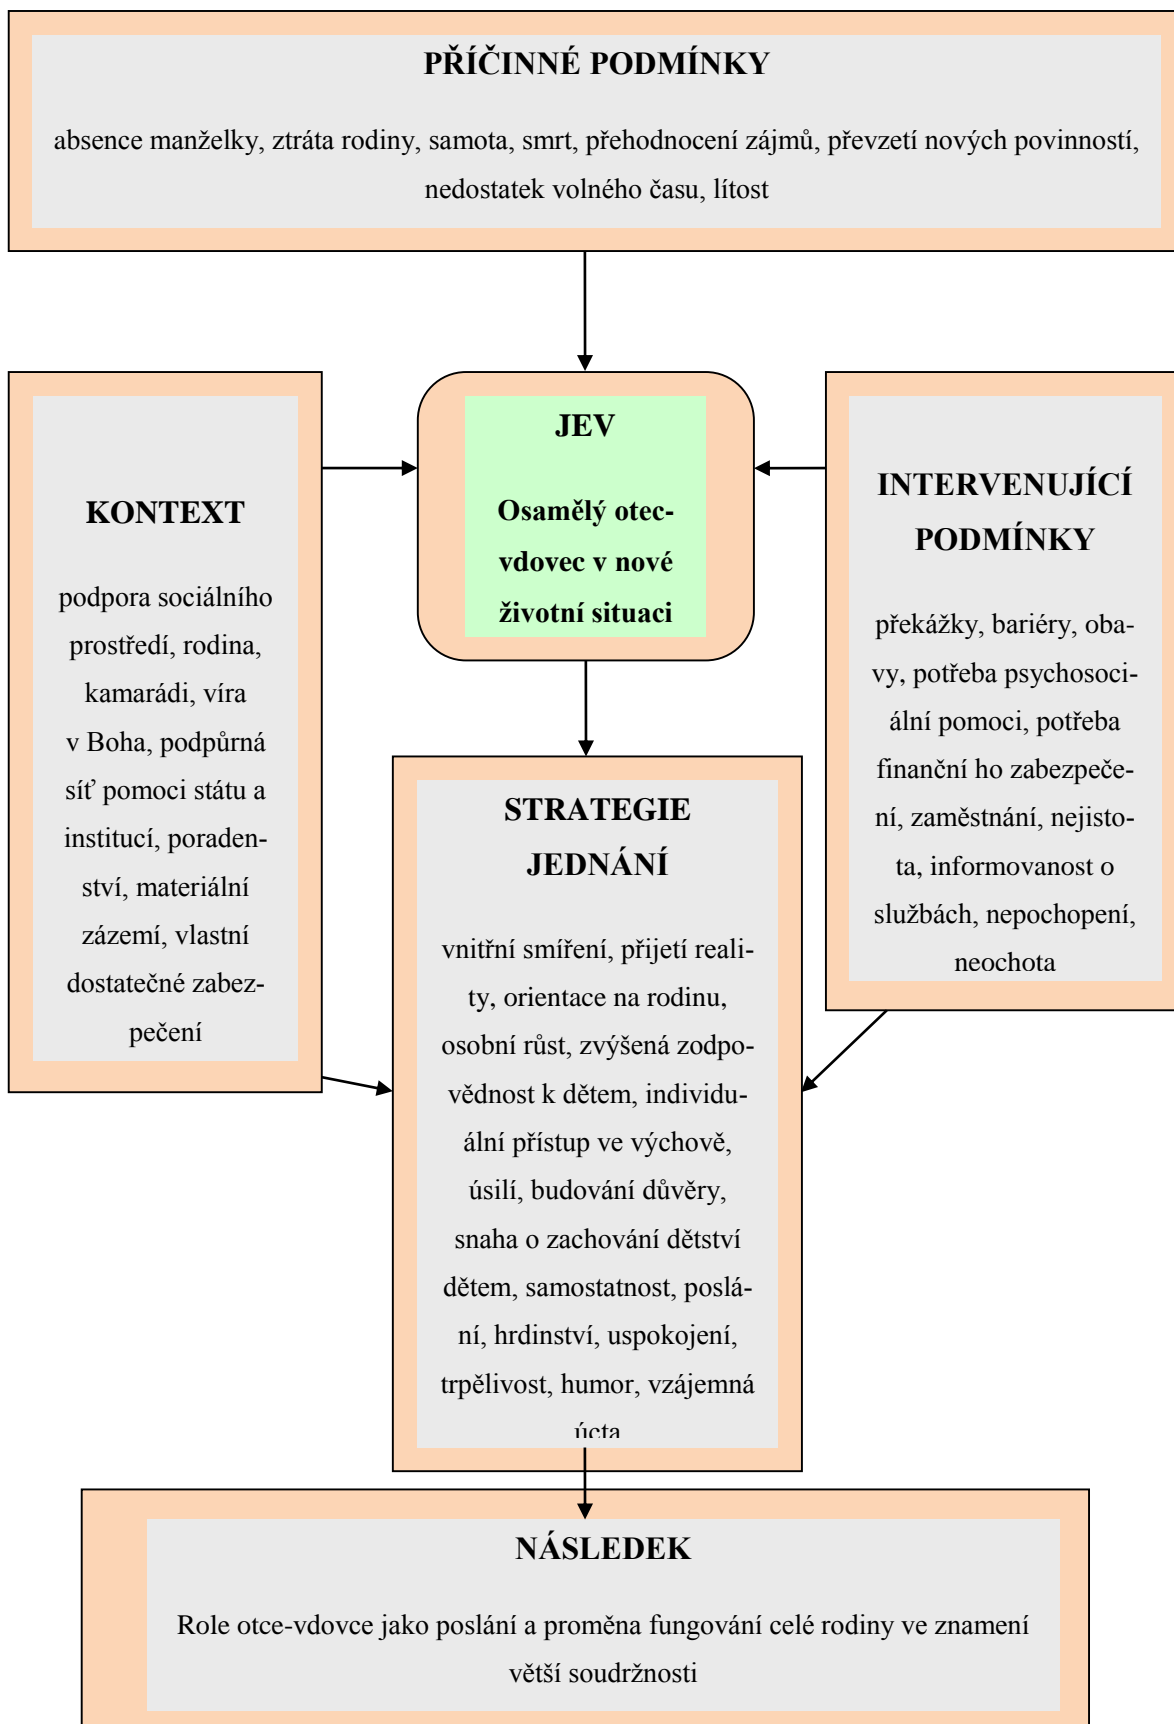 PŘÍČINNÉ PODMÍNKY
absence manželky, ztráta rodiny, samota, smrt, přehodnocení zájmů, převzetí nových povinností,
nedostatek volného času, lítost
KONTEXT
podpora sociálního
prostředí, rodina,
kamarádi, víra
v Boha, podpůrná
síť pomoci státu a
institucí, poraden-
ství, materiální
zázemí, vlastní
dostatečné zabez-
pečení
JEV
Osamělý otec-
vdovec v nové
životní situaci
INTERVENUJÍCÍ
PODMÍNKY
překážky, bariéry, oba-
vy, potřeba psychosoci-
ální pomoci, potřeba
finanční ho zabezpeče-
ní, zaměstnání, nejisto-
ta, informovanost o
službách, nepochopení,
neochota
STRATEGIE
JEDNÁNÍ
vnitřní smíření, přijetí reali-
ty, orientace na rodinu,
osobní růst, zvýšená zodpo-
vědnost k dětem, individu-
ální přístup ve výchově,
úsilí, budování důvěry,
snaha o zachování dětství
dětem, samostatnost, poslá-
ní, hrdinství, uspokojení,
trpělivost, humor, vzájemná
úcta
NÁSLEDEK
Role otce-vdovce jako poslání a proměna fungování celé rodiny ve znamení
větší soudržnosti